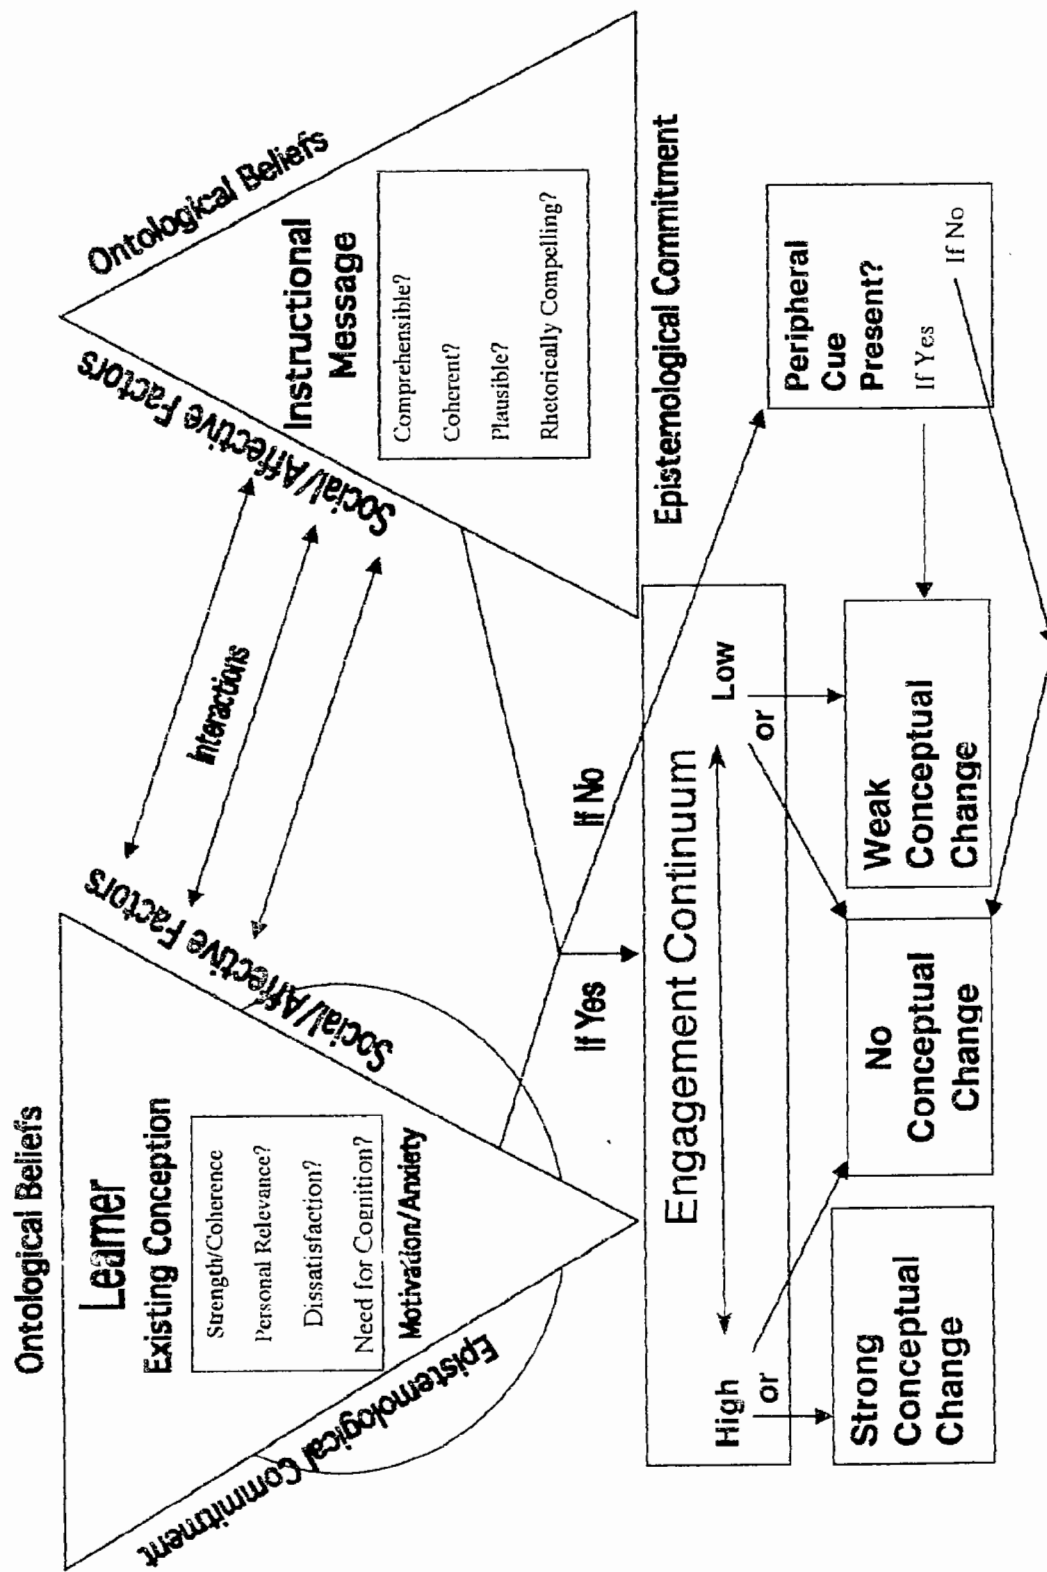 Ontological Beliefs
Learner
Existing Conception
Strength/Coherence
Personal Relevance?
Dissatisfaction?
Need for Cognition?
Motivation/Anxiety
Epistemological Commitment
Social/Affective Factors
Interactions
Social/Affective Factors
Ontological Beliefs
Instructional
Message
Comprehensible?
Coherent?
Plausible?
Rhetorically Compelling?
Epistemological Commitment
If Yes
If No
Engagement Continuum
High
or
Low
or
Peripheral
Cue
Present?
If Yes
If No
Strong
Conceptual
Change
No
Conceptual
Change
Weak
Conceptual
Change